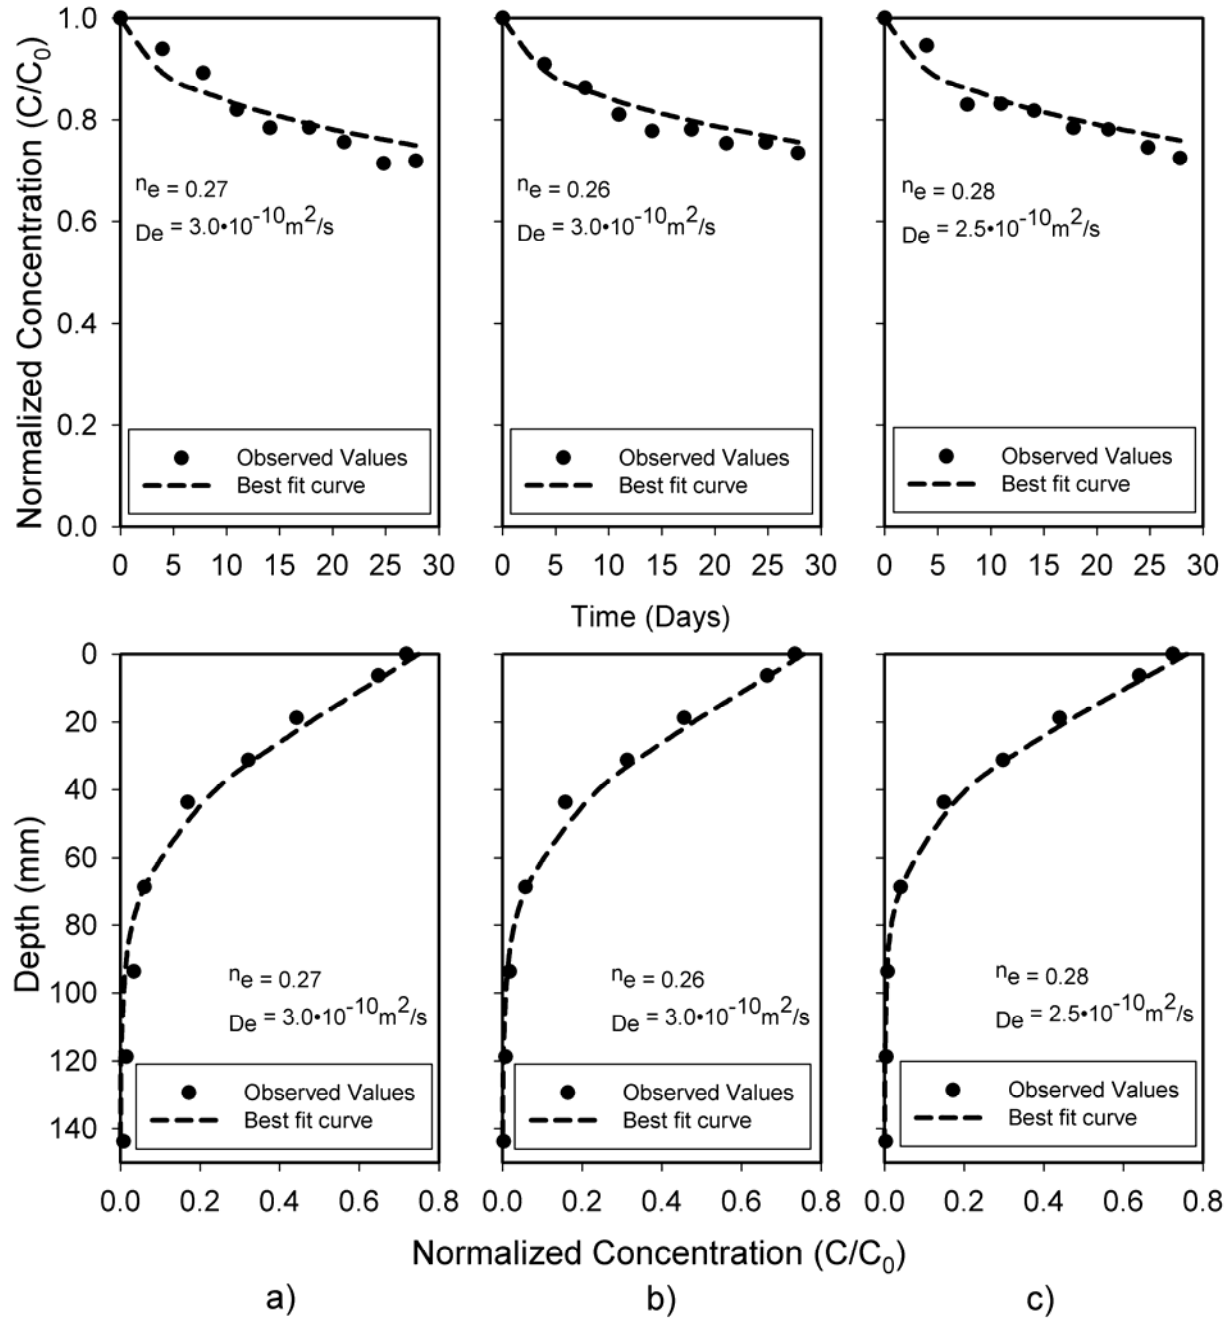 Normalized Concentration (C/C₀)
1.0
0.8
0.6
0.4
0.2
0.0
nₑ = 0.27
De = 3.0•10⁻¹⁰m²/s
Observed Values
Best fit curve
0 5 10 15 20 25 30
nₑ = 0.26
De = 3.0•10⁻¹⁰m²/s
Observed Values
Best fit curve
0 5 10 15 20 25 30
nₑ = 0.28
De = 2.5•10⁻¹⁰m²/s
Observed Values
Best fit curve
0 5 10 15 20 25 30
Time (Days)
Depth (mm)
0
20
40
60
80
100
120
140
nₑ = 0.27
De = 3.0•10⁻¹⁰m²/s
Observed Values
Best fit curve
0.0 0.2 0.4 0.6 0.8
nₑ = 0.26
De = 3.0•10⁻¹⁰m²/s
Observed Values
Best fit curve
0.0 0.2 0.4 0.6 0.8
nₑ = 0.28
De = 2.5•10⁻¹⁰m²/s
Observed Values
Best fit curve
0.0 0.2 0.4 0.6 0.8
Normalized Concentration (C/C₀)
a) b) c)